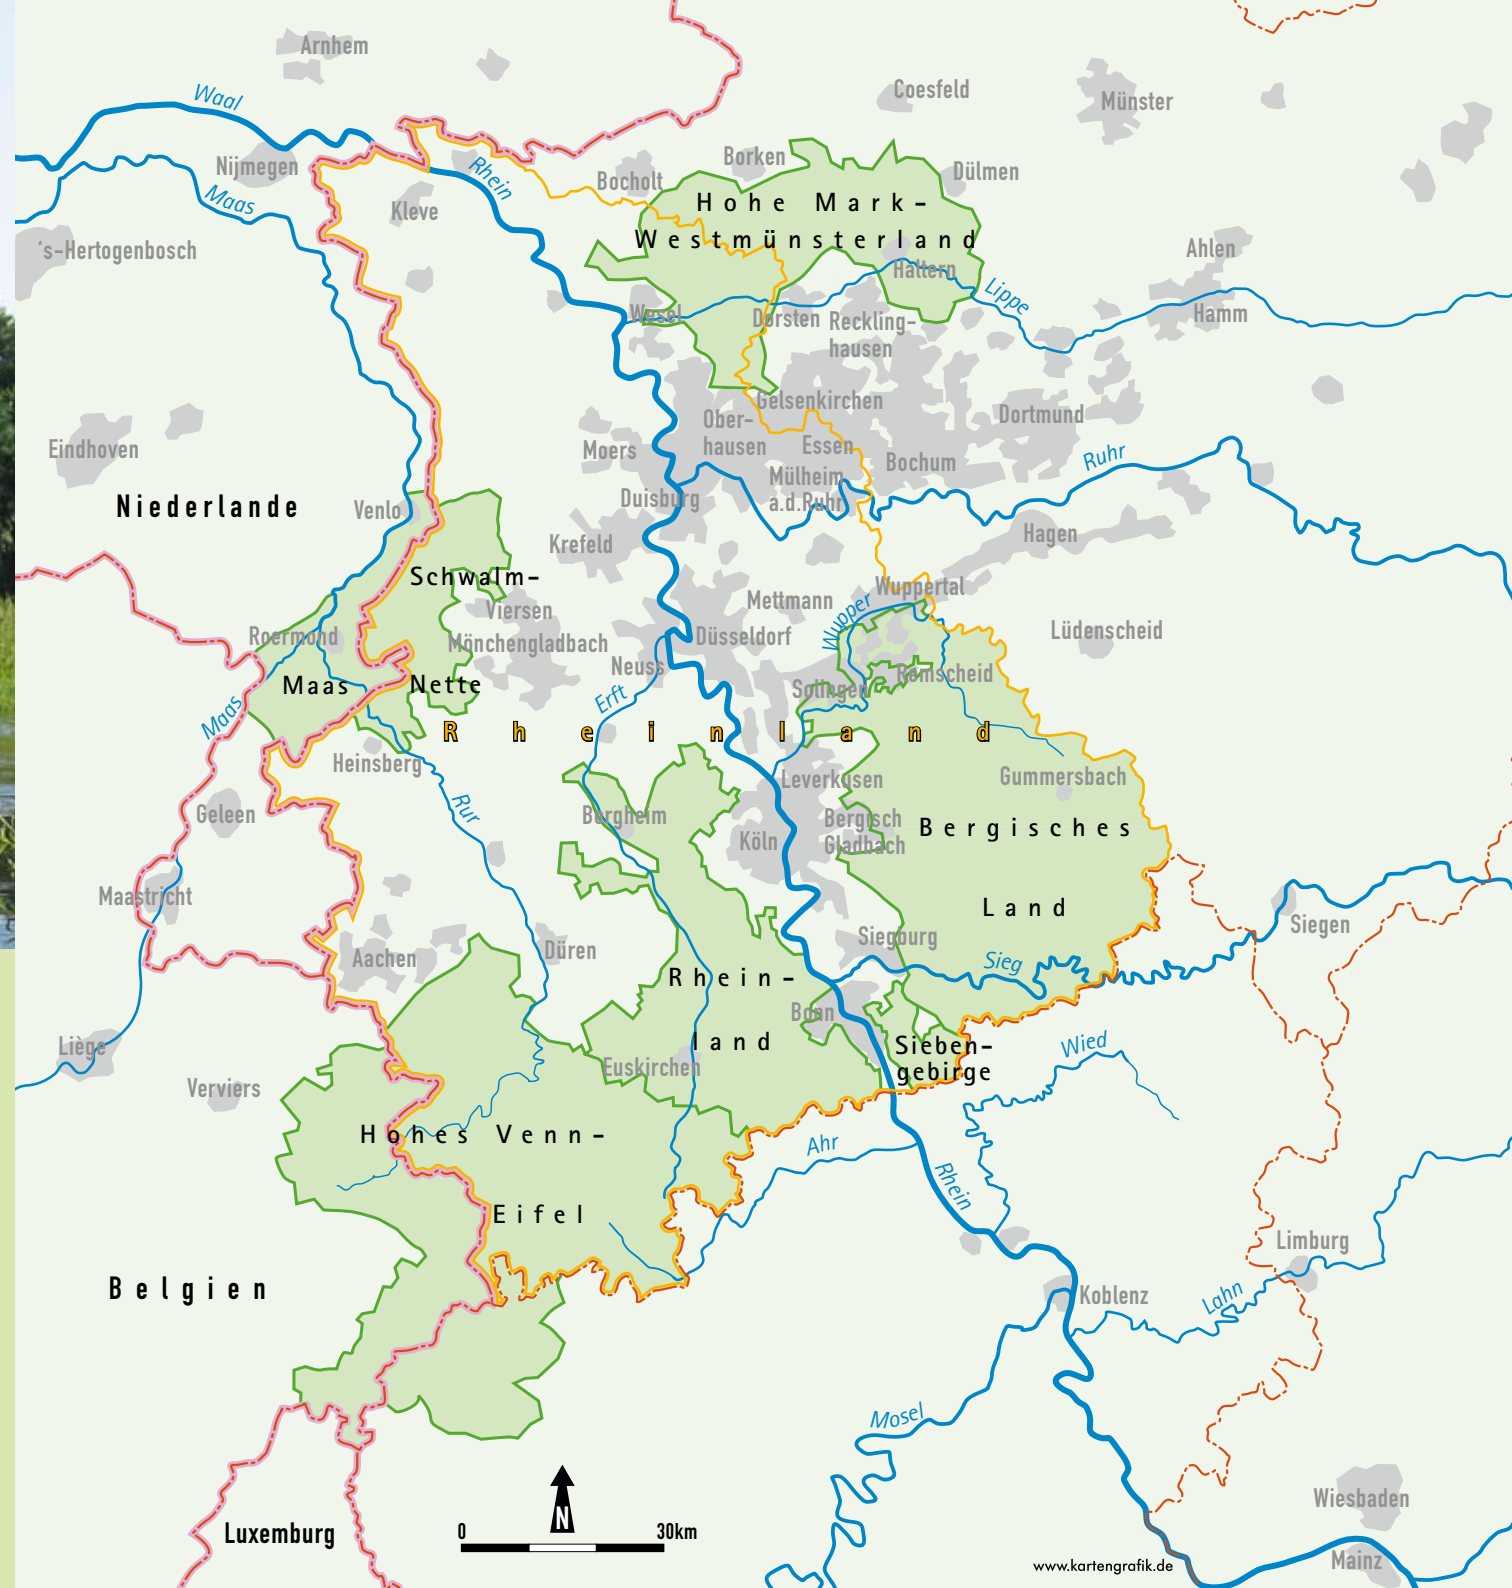 Arnhem
Coesfeld
Waal
Münster
Nijmegen
Rhein
Borken
Bocholt
Dülmen
Maas
Kleve
Hohe Mark-
Westmünsterland
's-Hertogenbosch
Ahlen
Haltern
Lippe
Wesel
Dorsten
Reckling-
hausen
Hamm
Gelsenkirchen
Ober-
hausen
Dortmund
Eindhoven
Moers
Essen
Bochum
Ruhr
Mülheim
a.d.Ruhr
Niederlande
Venlo
Duisburg
Krefeld
Hagen
Schwalm-
Viersen
Mettmann
Wuppertal
Wupper
Roermond
Mönchengladbach
Düsseldorf
Lüdenscheid
Neuss
Remscheid
Maas
Nette
Solingen
Erft
Maas
Rheinland
Heinsberg
Leverkusen
Gummersbach
Rur
Geleen
Bergheim
Bergisch
Gladbach
Köln
Bergisches
Land
Maastricht
Siegen
Siegburg
Aachen
Düren
Sieg
Rhein-
land
Bonn
Liège
Sieben-
gebirge
Wied
Euskirchen
Verviers
Hohes Venn-
Eifel
Ahr
Rhein
Limburg
Belgien
Koblenz
Lahn
Mosel
Wiesbaden
Luxemburg
N
0 30km
www.kartengrafik.de
Mainz